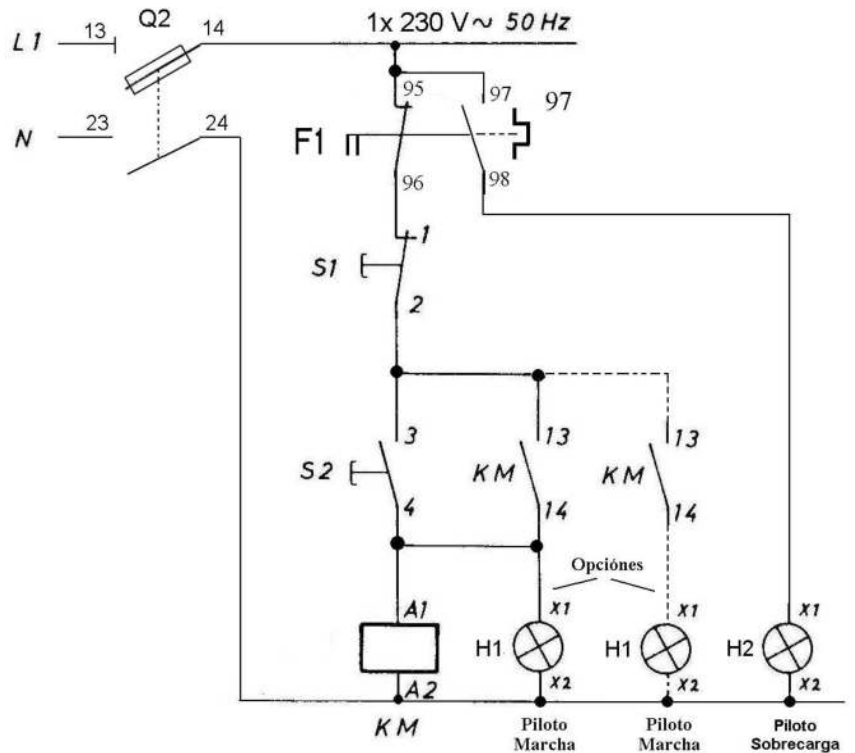 Q2
1x 230 V ~ 50 Hz
L1 13 14
95 97 97
N 23 24
F1
96 98
1
S1
2
3 13 13
S2 KM KM
4 14 14
Opciónes
A1 X1 X1 X1
H1 H1 H2
A2 X2 X2 X2
KM Piloto Piloto Piloto
Marcha Marcha Sobrecarga